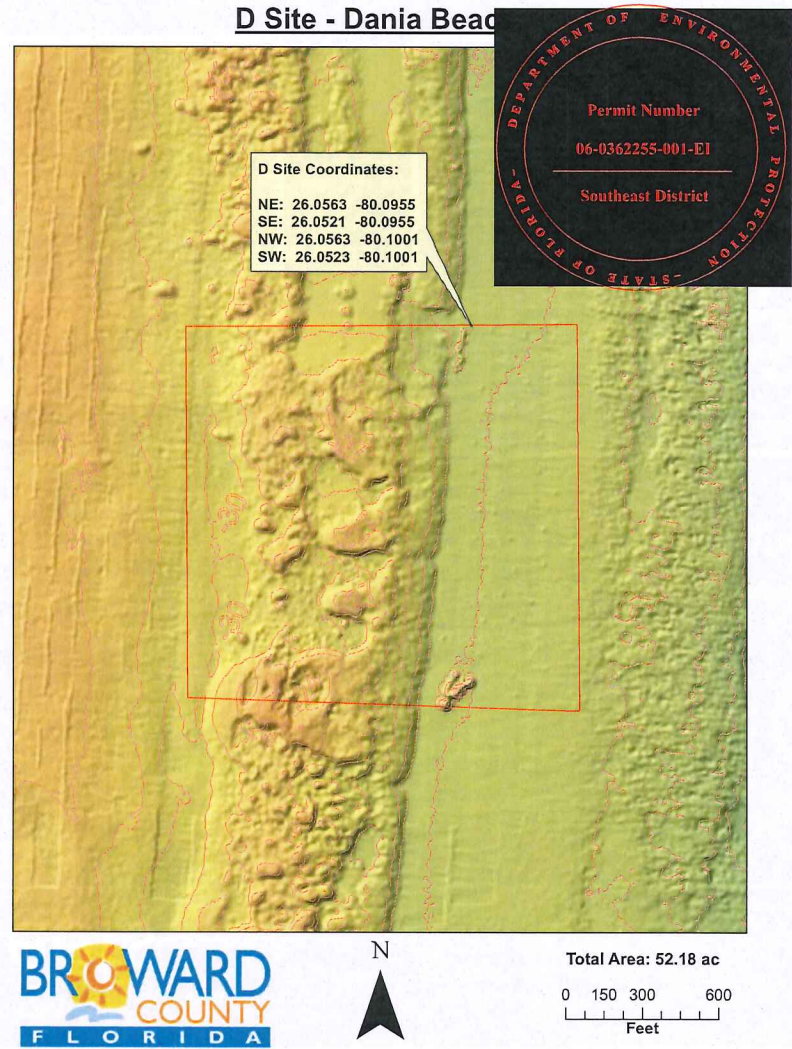 D Site - Dania Beac
DEPARTMENT OF ENVIRONMENTAL PROTECTION
Permit Number
06-0362255-001-EI
Southeast District
-STATE OF FLORIDA-
D Site Coordinates:
NE: 26.0563 -80.0955
SE: 26.0521 -80.0955
NW: 26.0563 -80.1001
SW: 26.0523 -80.1001
BROWARD
COUNTY
FLORIDA
N
Total Area: 52.18 ac
0 150 300 600
Feet